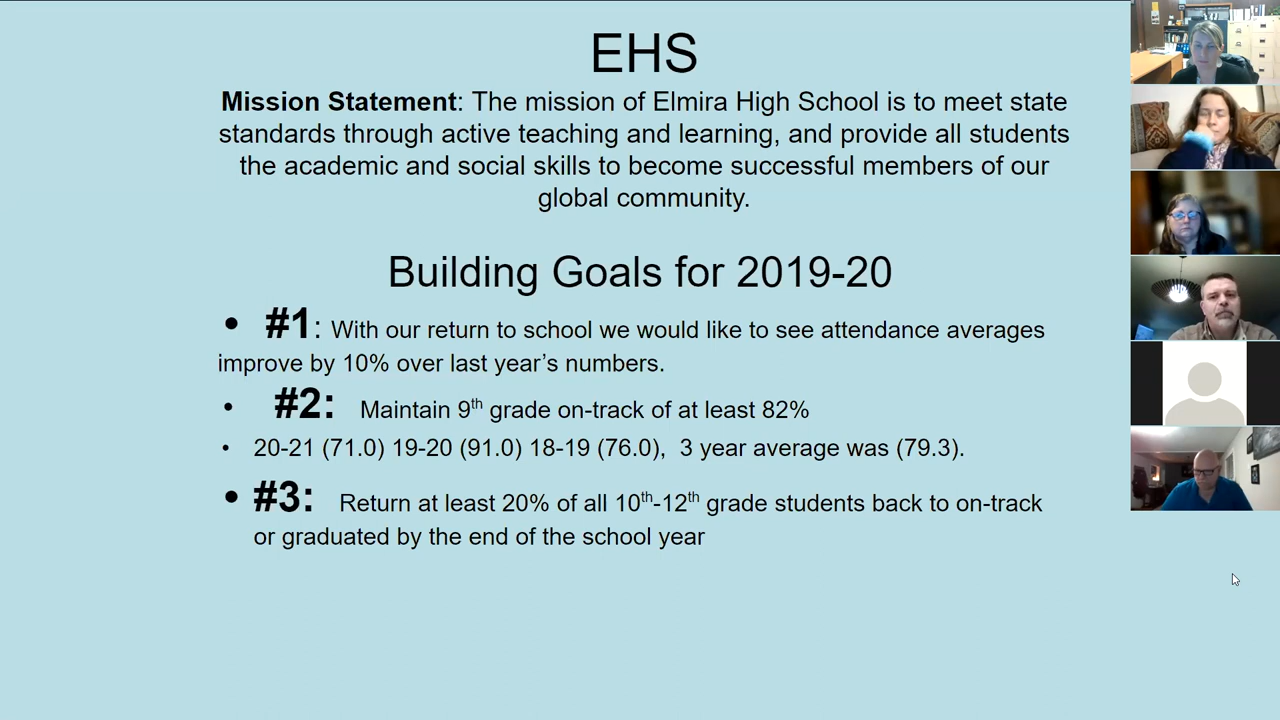 EHS
Mission Statement: The mission of Elmira High School is to meet state
standards through active teaching and learning, and provide all students
the academic and social skills to become successful members of our
global community.
Building Goals for 2019-20
• #1: With our return to school we would like to see attendance averages
improve by 10% over last year's numbers.
• #2: Maintain 9th grade on-track of at least 82%
• 20-21 (71.0) 19-20 (91.0) 18-19 (76.0), 3 year average was (79.3).
• #3: Return at least 20% of all 10th-12th grade students back to on-track
or graduated by the end of the school year